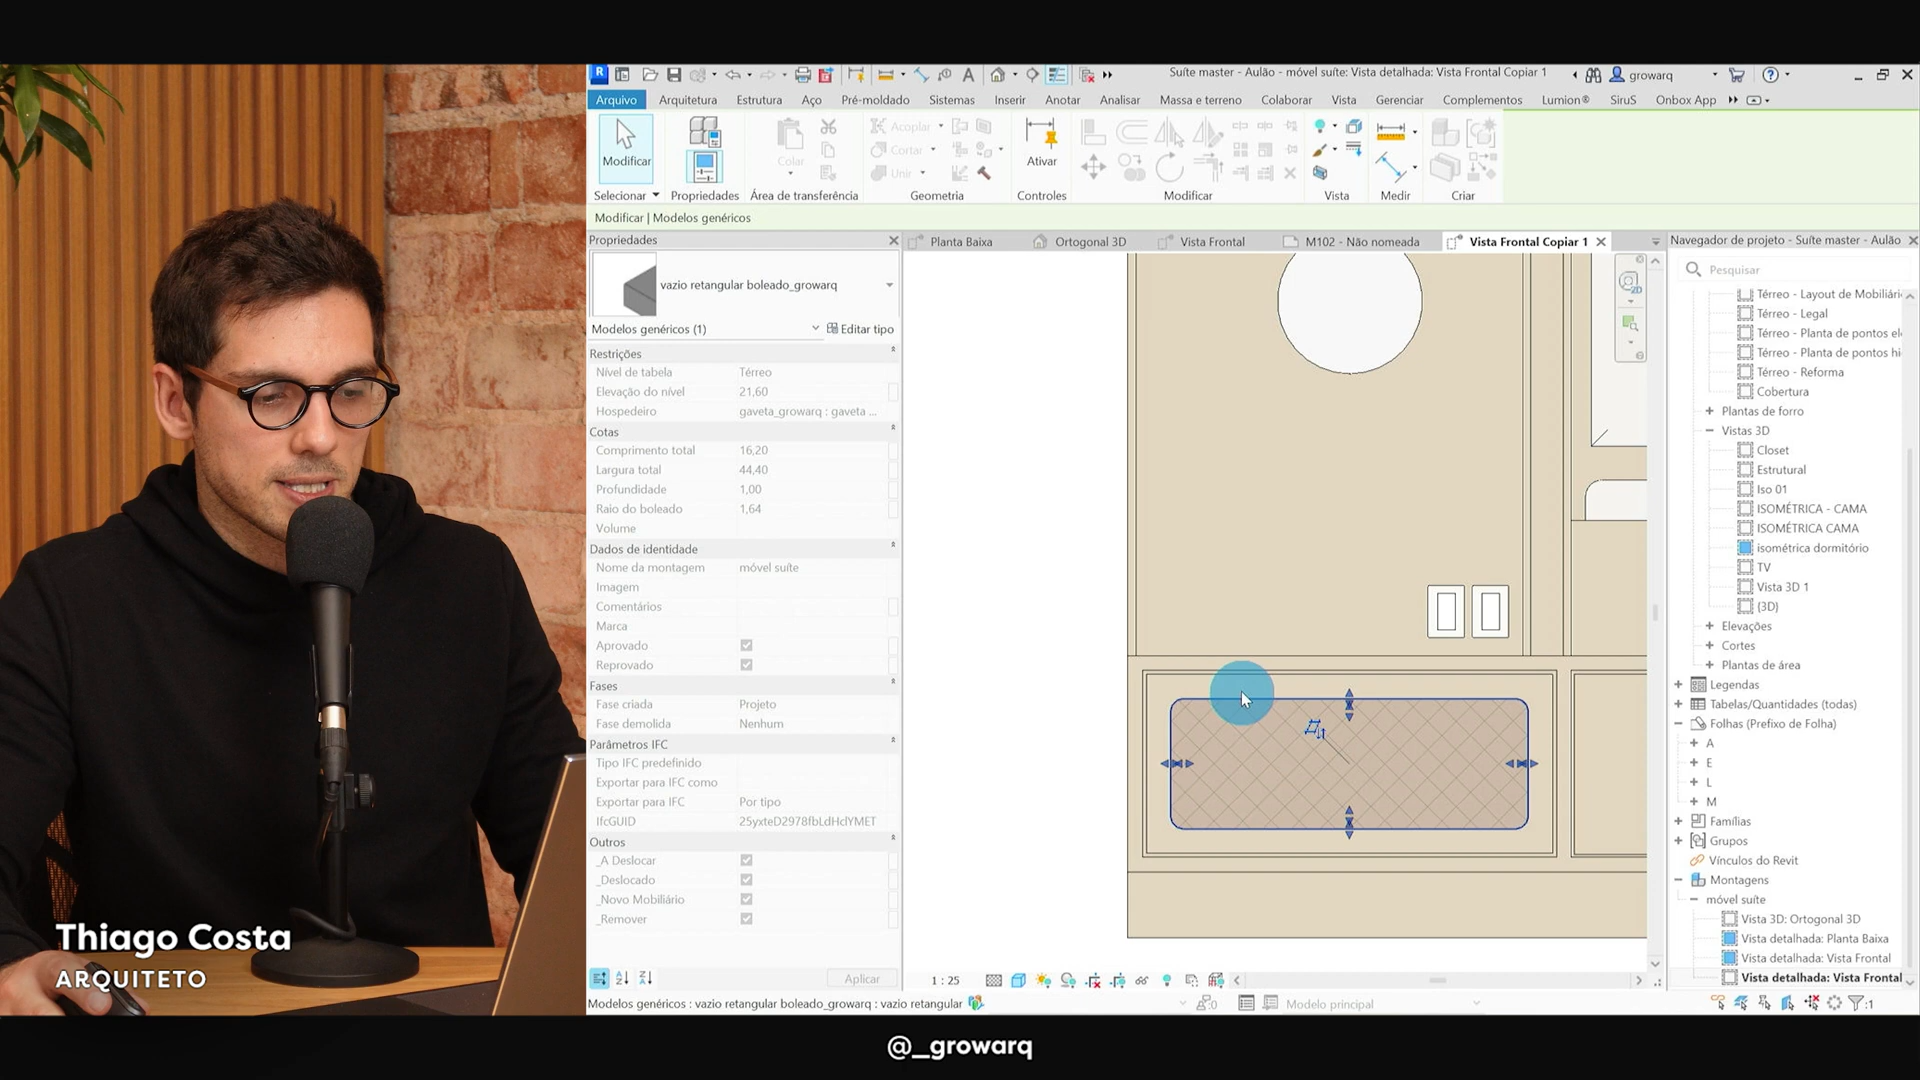 Suíte master - Aulão - móvel suíte: Vista detalhada: Vista Frontal Copiar 1
growarq
Arquivo
Arquitetura
Estrutura
Aço
Pré-moldado
Sistemas
Inserir
Anotar
Analisar
Massa e terreno
Colaborar
Vista
Gerenciar
Complementos
Lumion®
SiruS
Onbox App
Modificar
Propriedades
Colar
Acoplar
Cortar
Unir
Ativar
Selecionar
Área de transferência
Geometria
Controles
Modificar
Vista
Medir
Criar
Modificar | Modelos genéricos
Propriedades
Planta Baixa
Ortogonal 3D
Vista Frontal
M102 - Não nomeada
Vista Frontal Copiar 1
Navegador de projeto - Suíte master - Aulão
vazio retangular boleado_growarq
Modelos genéricos (1)
Editar tipo
Restrições
Nível de tabela Térreo
Elevação do nível 21,60
Hospedeiro gaveta_growarq : gaveta ...
Cotas
Comprimento total 16,20
Largura total 44,40
Profundidade 1,00
Raio do boleado 1,64
Volume
Dados de identidade
Nome da montagem móvel suíte
Imagem
Comentários
Marca
Aprovado
Reprovado
Fases
Fase criada Projeto
Fase demolida Nenhum
Parâmetros IFC
Tipo IFC predefinido
Exportar para IFC como
Exportar para IFC Por tipo
IfcGUID 25yxteD2978fbLdHclYMET
Outros
_A Deslocar
_Deslocado
_Novo Mobiliário
_Remover
Aplicar
Pesquisar
Térreo - Layout de Mobiliári
Térreo - Legal
Térreo - Planta de pontos el
Térreo - Planta de pontos hi
Térreo - Reforma
Cobertura
Plantas de forro
Vistas 3D
Closet
Estrutural
Iso 01
ISOMÉTRICA - CAMA
ISOMÉTRICA CAMA
isométrica dormitório
TV
Vista 3D 1
{3D}
Elevações
Cortes
Plantas de área
Legendas
Tabelas/Quantidades (todas)
Folhas (Prefixo de Folha)
A
E
L
M
Famílias
Grupos
Vínculos do Revit
Montagens
móvel suíte
Vista 3D: Ortogonal 3D
Vista detalhada: Planta Baixa
Vista detalhada: Vista Frontal
Vista detalhada: Vista Frontal
1 : 25
Modelos genéricos : vazio retangular boleado_growarq : vazio retangular
:0
Modelo principal
:1
Thiago Costa
ARQUITETO
@_growarq